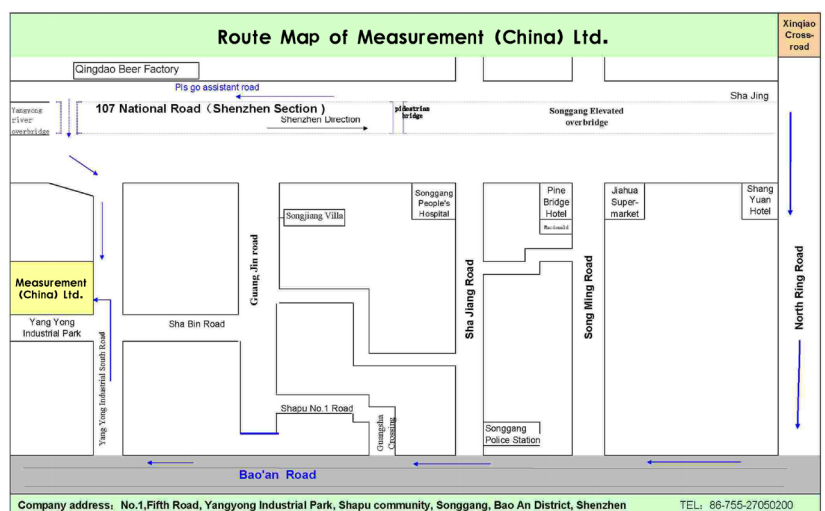 Route Map of Measurement (China) Ltd.
Xinqiao
Cross-
road
Qingdao Beer Factory
Pls go assistant road
Sha Jing
Yangyong
river
overbridge
107 National Road（Shenzhen Section ）
Shenzhen Direction
pidestrian
bridge
Songgang Elevated
overbridge
Songgang
People's
Hospital
Pine
Bridge
Hotel
Macdonald
Jiahua
Super-
market
Shang
Yuan
Hotel
Songjiang Villa
Guang Jin road
Sha Jiang Road
Song Ming Road
North Ring Road
Measurement
(China) Ltd.
Yang Yong
Industrial Park
Sha Bin Road
Yang Yong Industrial South Road
Shapu No.1 Road
Guangsha
Crossing
Songgang
Police Station
Bao'an Road
Company address: No.1,Fifth Road, Yangyong Industrial Park, Shapu community, Songgang, Bao An District, Shenzhen
TEL: 86-755-27050200